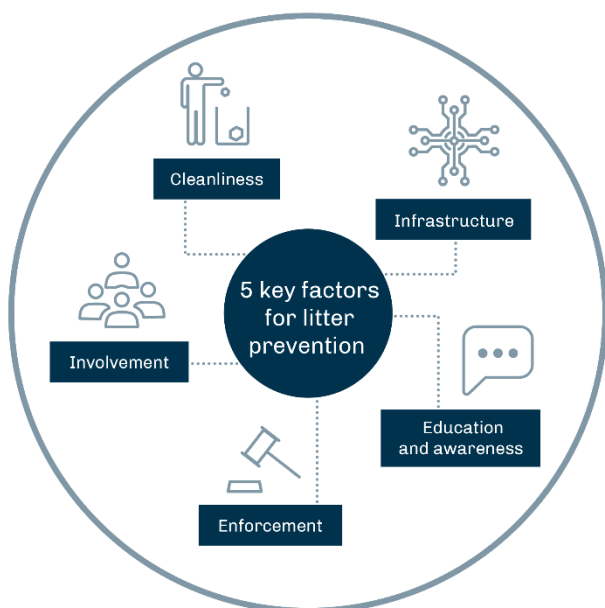 Cleanliness
Infrastructure
5 key factors
for litter
prevention
Involvement
Education
and awareness
Enforcement